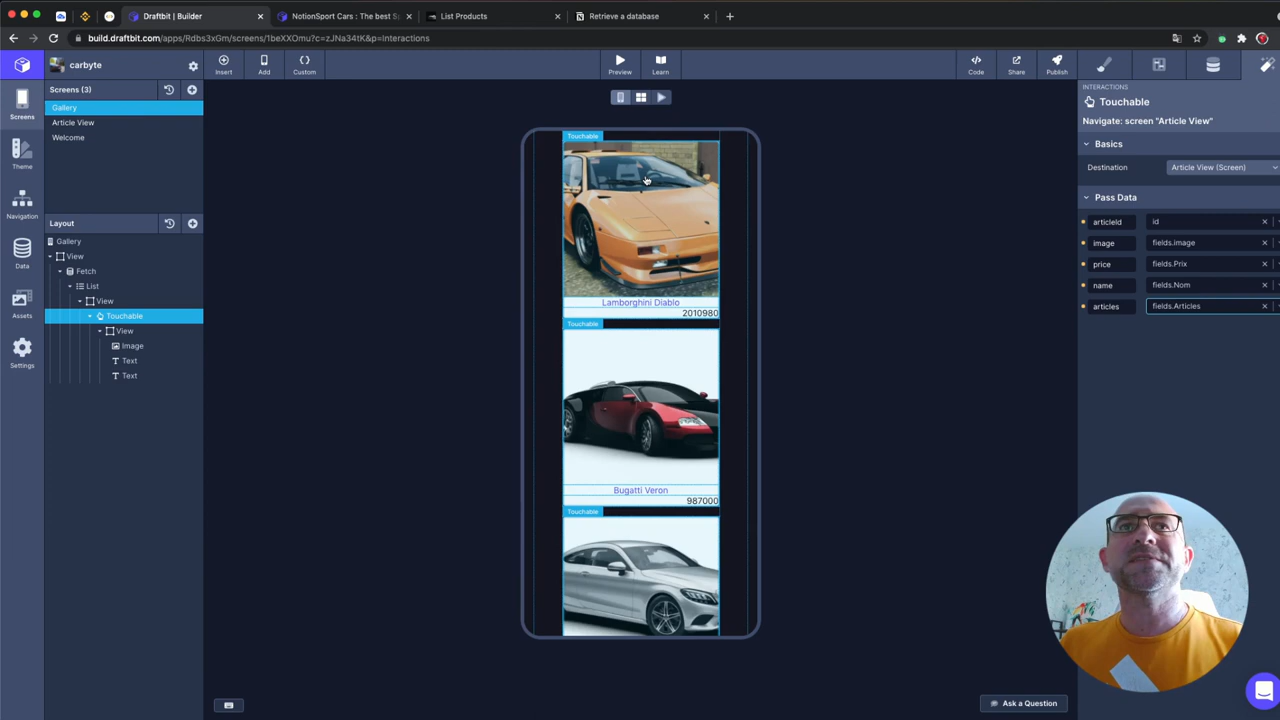 Draftbit | Builder
NotionSport Cars : The best S
List Products
Retrieve a database
build.draftbit.com/apps/Rdbs3xGm/screens/1beXXOmu?c=zJNa34tK&p=Interactions
carbyte
Insert
Add
Custom
Preview
Learn
Code
Share
Publish
Screens (3)
Gallery
Article View
Welcome
Screens
Theme
Navigation
Data
Assets
Settings
Layout
Gallery
View
Fetch
List
View
Touchable
View
Image
Text
Text
Touchable
Lamborghini Diablo
2010980
Touchable
Bugatti Veron
987000
Touchable
INTERACTIONS
Touchable
Navigate: screen "Article View"
Basics
Destination
Article View (Screen)
Pass Data
articleId
id
image
fields.image
price
fields.Prix
name
fields.Nom
articles
fields.Articles
Ask a Question